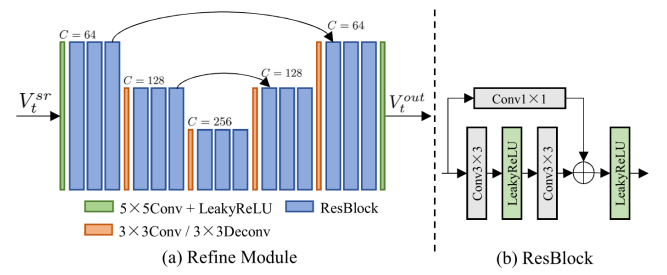 C = 64
C = 64
C = 128
C = 128
C = 256
V_t^{sr}
V_t^{out}
5×5Conv + LeakyReLU
ResBlock
3×3Conv / 3×3Deconv
(a) Refine Module
Conv1×1
Conv3×3
LeakyReLU
Conv3×3
LeakyReLU
(b) ResBlock